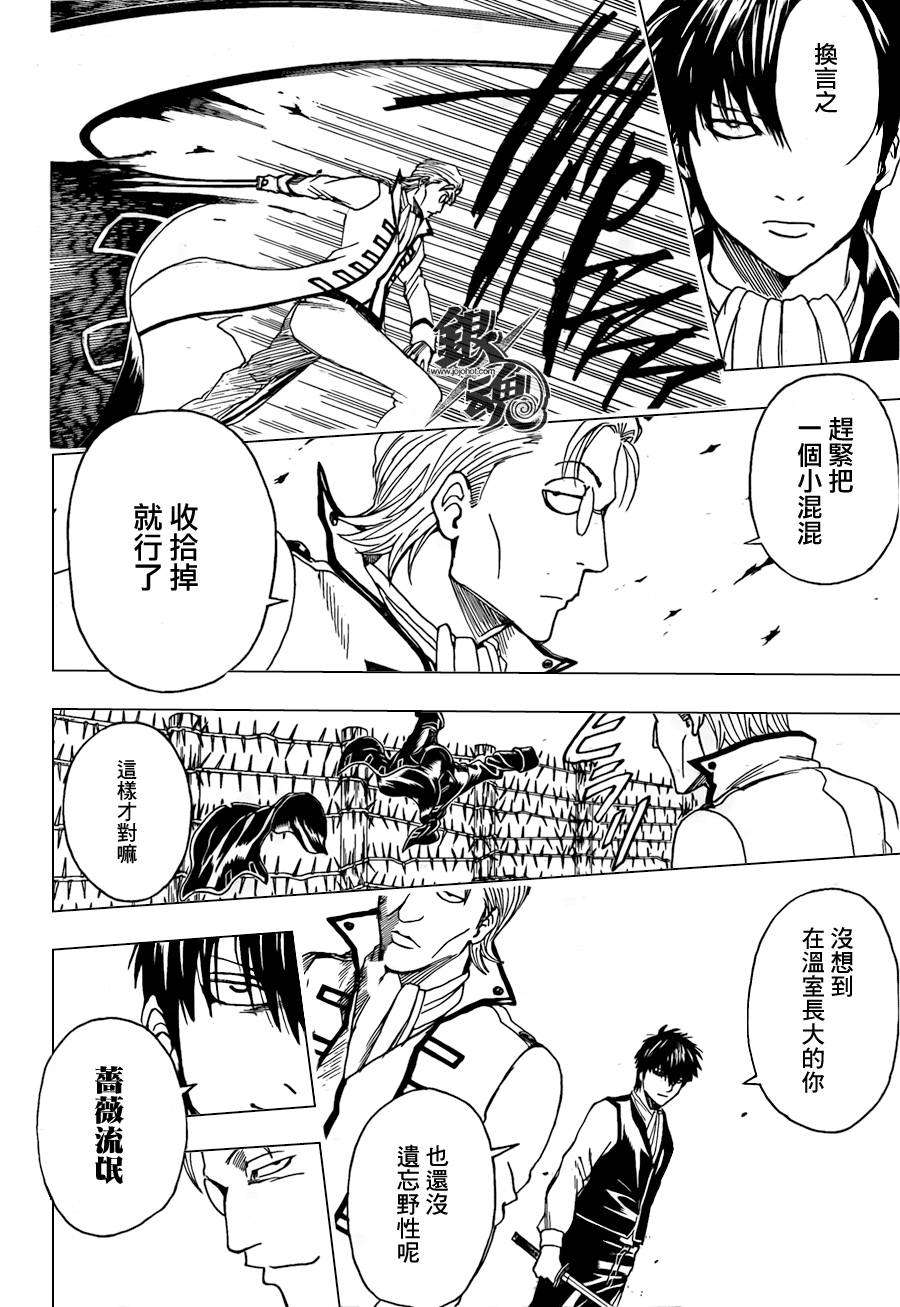 換言之
趕緊把
一個小混混
收拾掉
就行了
銀魂
www.jojohot.com
這樣才對嘛
沒想到
在溫室長大的你
也還沒
遺忘野性呢
薔薇流氓